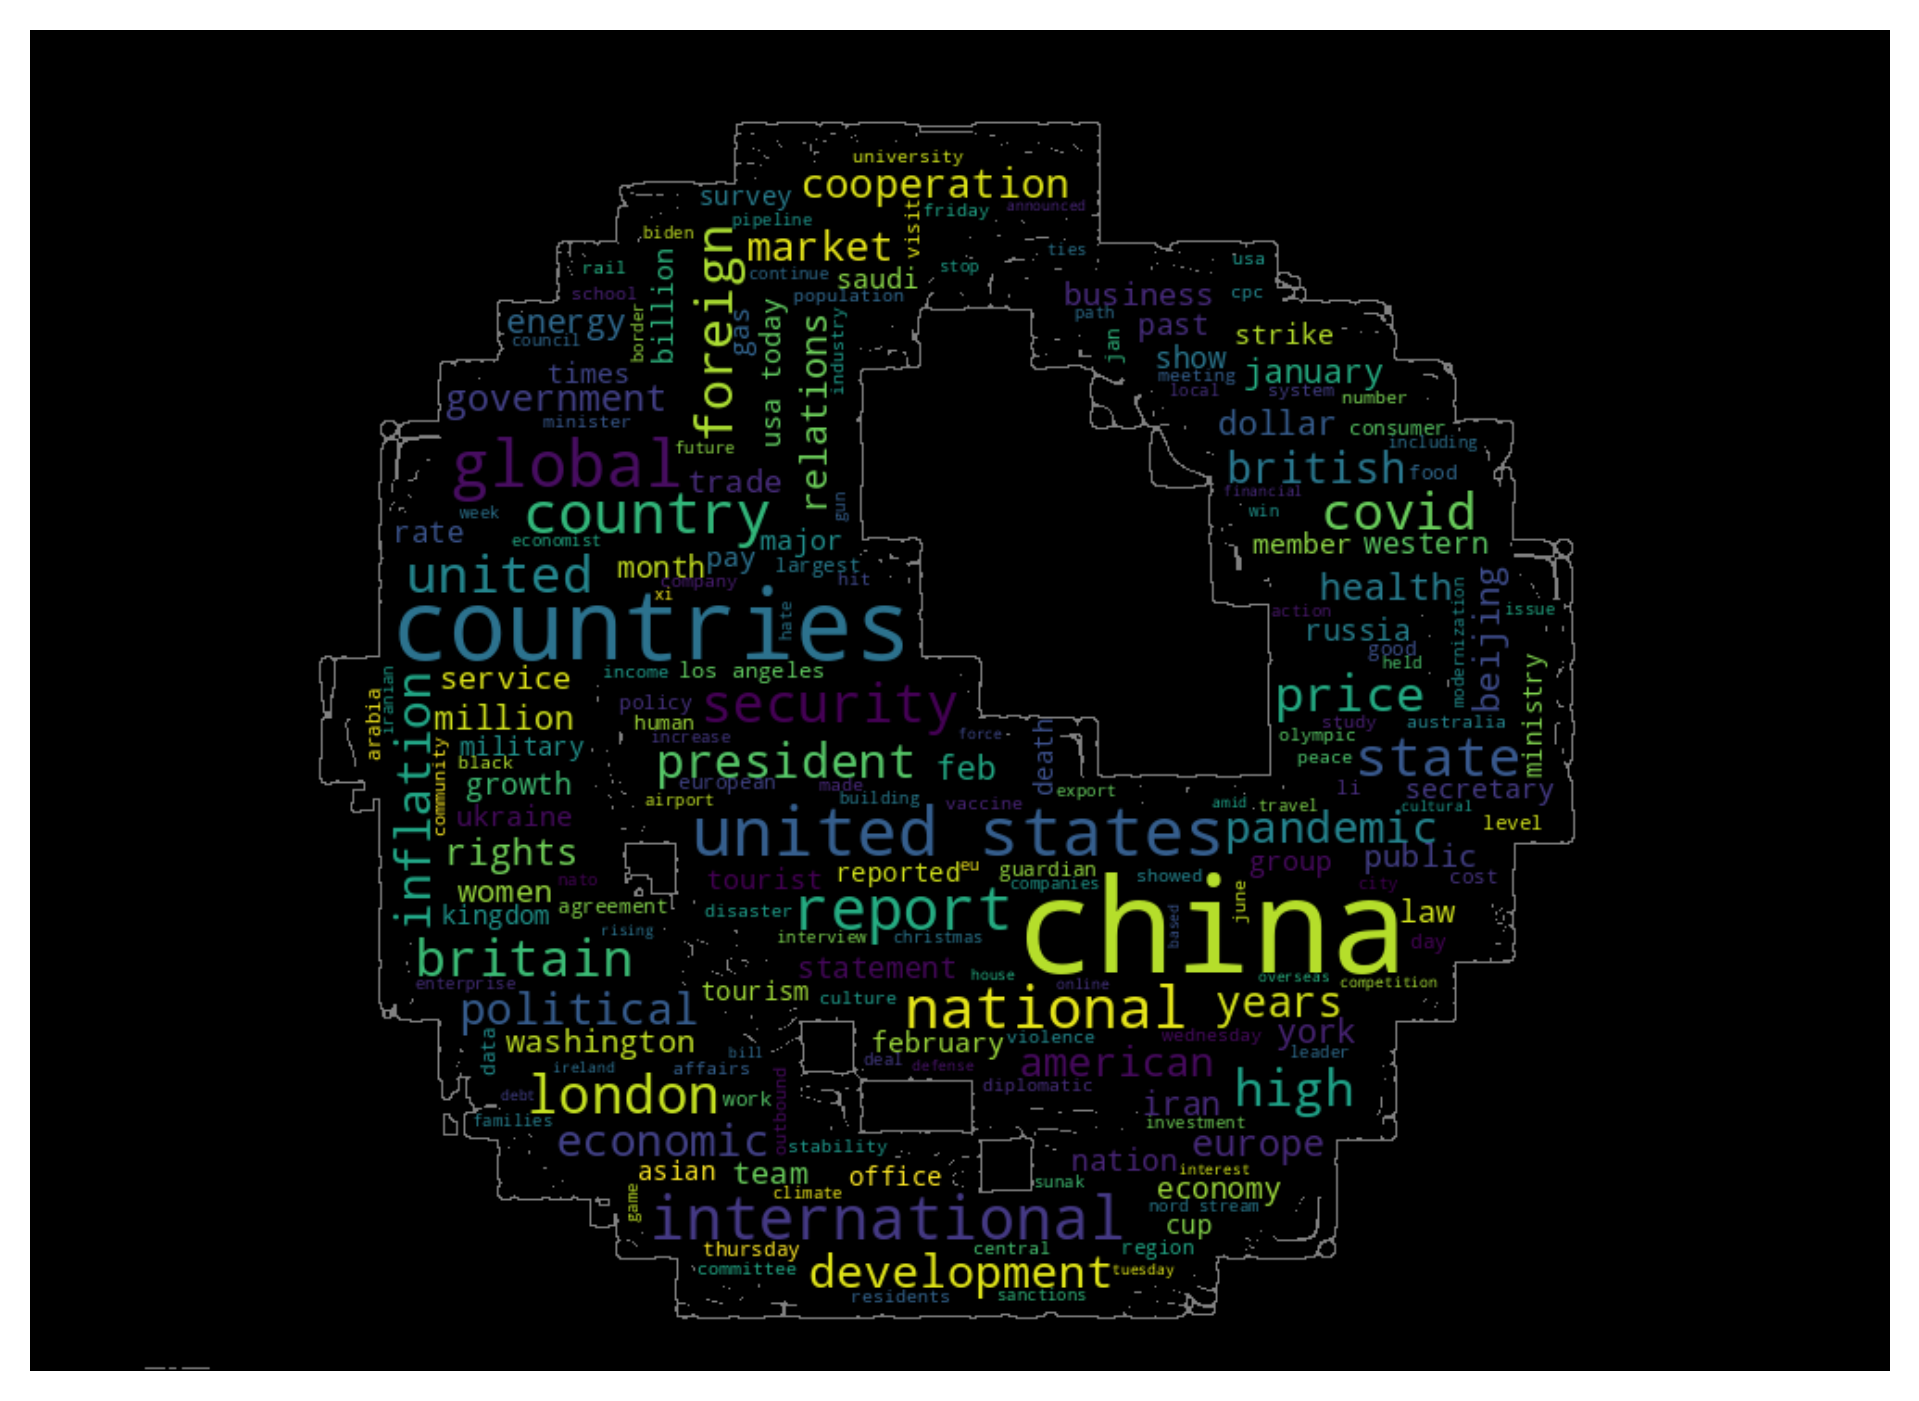 university
cooperation
survey
friday
announced
visit
pipeline
biden
foreign
market
ties
rail
billion
continue
saudi
stop
usa
school
population
business
cpc
energy
border
gas
usa today
relations
industry
path
past
strike
council
jan
show
january
times
meeting
local
system
number
government
minister
dollar
consumer
future
including
global
trade
british
food
week
country
gun
financial
win
covid
rate
economist
major
member
western
united
month
pay
largest
company
hit
health
xi
hate
modernization
beijing
countries
action
issue
russia
good
held
iranian
arabia
inflation
service
income
los angeles
policy
security
price
ministry
million
human
increase
force
death
study
australia
olympic
military
black
community
president
feb
peace
state
growth
european
made
export
li
secretary
airport
building
vaccine
amid
travel
cultural
ukraine
united states
pandemic
level
rights
reported
eu
guardian
group
public
women
nato
tourist
companies
showed
city
cost
kingdom
agreement
disaster
report
china
june
law
rising
interview
christmas
based
day
britain
statement
house
overseas
enterprise
online
competition
political
tourism
culture
national
years
data
washington
february
violence
wednesday
york
bill
deal
defense
american
leader
ireland
affairs
diplomatic
debt
london
work
outbound
iran
high
families
investment
economic
stability
europe
asian
team
office
nation
interest
game
climate
sunak
economy
international
nord stream
cup
thursday
central
region
committee
development
tuesday
residents
sanctions